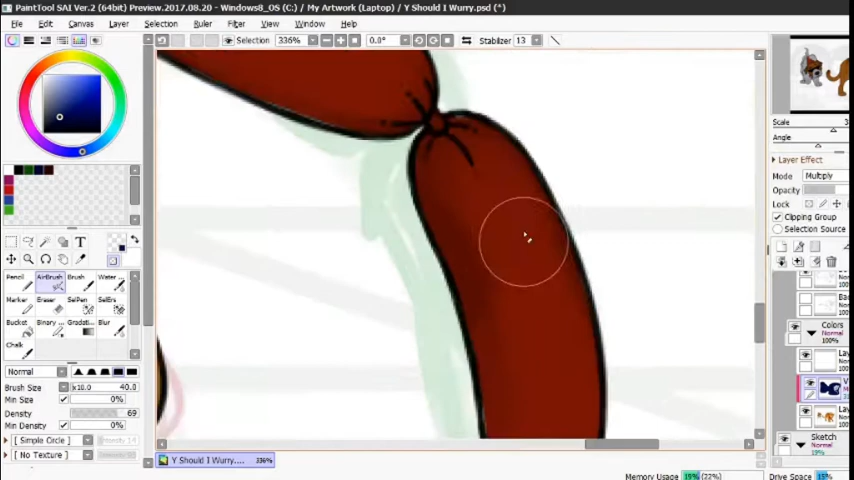 PaintTool SAI Ver.2 (64bit) Preview.2017.08.20 - Windows8_OS (C:) / My Artwork (Laptop) / Y Should I Wurry.psd (*)
File Edit Canvas Layer Selection Ruler Filter View Window Help
Selection 336% 0.0° Stabilizer 13
Scale
Angle
Layer Effect
Mode Multiply
Opacity
Lock
Clipping Group
Selection Source
Pencil AirBrush Brush Water ...
Marker Eraser SelPen SelErs
Bucket Binary ... Gradati... Blur
Chalk
Normal
Brush Size x10.0 40.0
Min Size 0%
Density 69
Min Density 0%
[ Simple Circle ]
[ No Texture ]
Colors
100%
Sketch
Normal
19%
Y Should I Wurry.... 336%
Memory Usage 19% (22%) Drive Space 15%